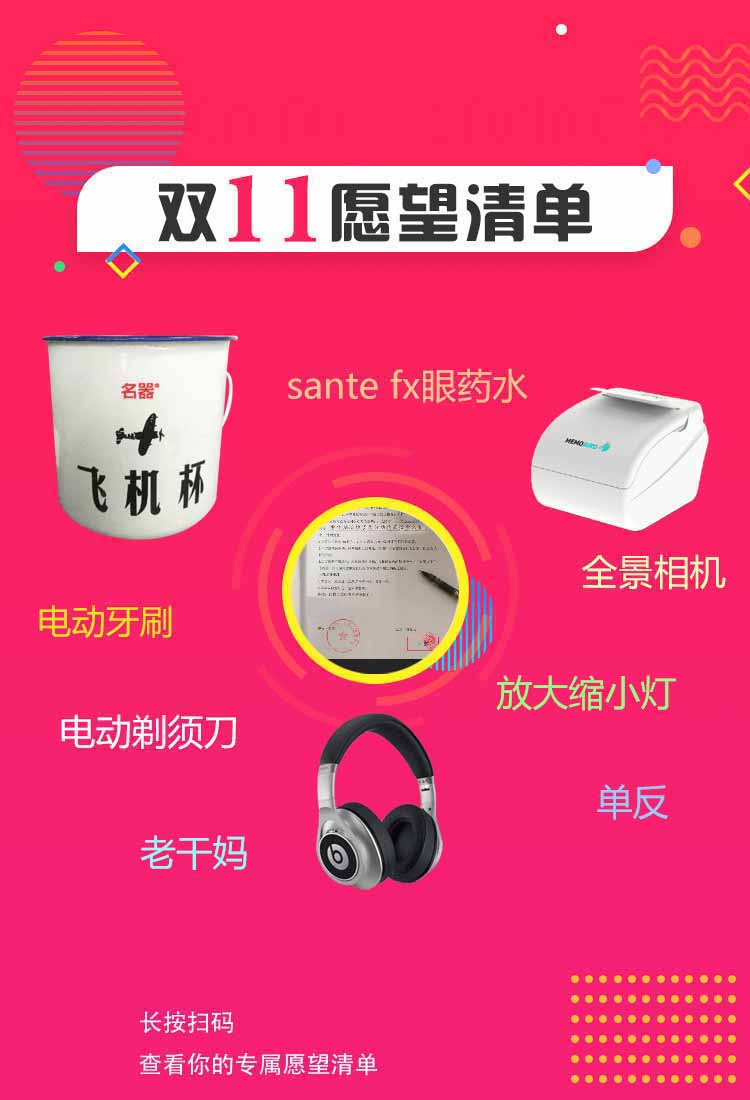 双11愿望清单
名器®
飞机杯
sante fx眼药水
MEMOBIRD
全景相机
电动牙刷
放大缩小灯
电动剃须刀
单反
老干妈
b
长按扫码
查看你的专属愿望清单